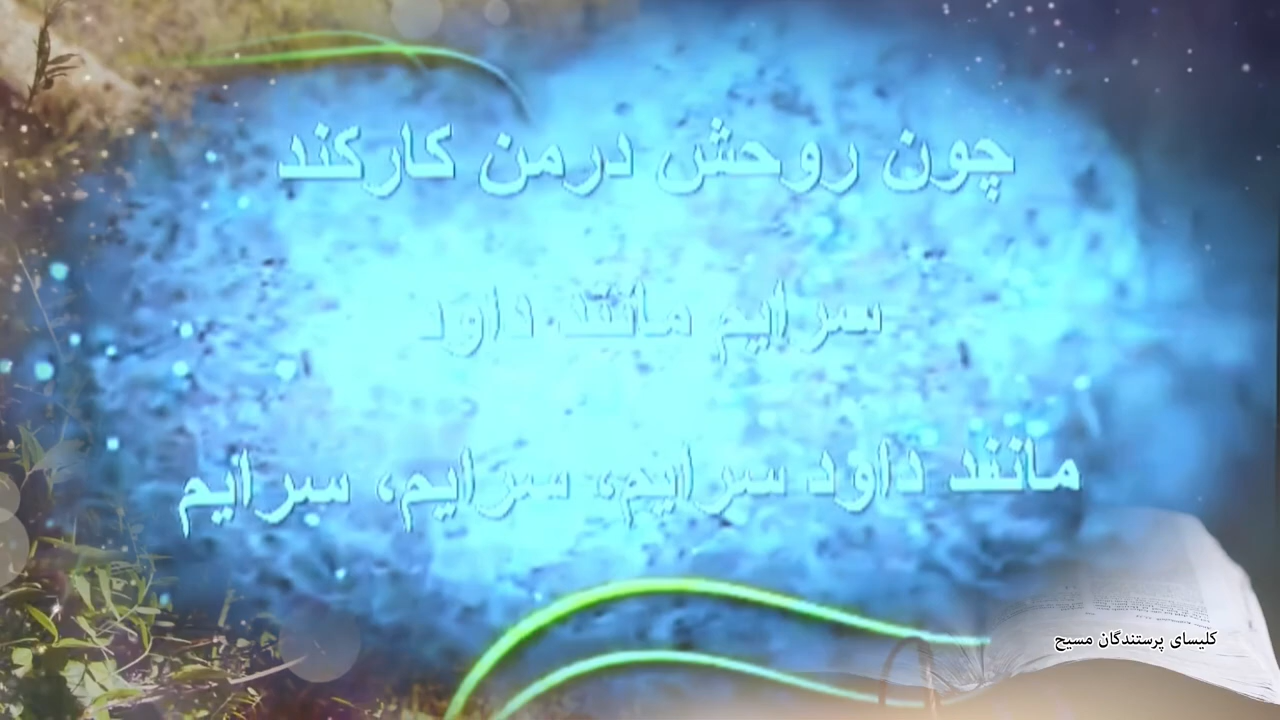 چون روحش درمن کارکند
سرایم مانند داود
مانند داود سرایم، سرایم، سرایم
کلیسای پرستندگان مسیح